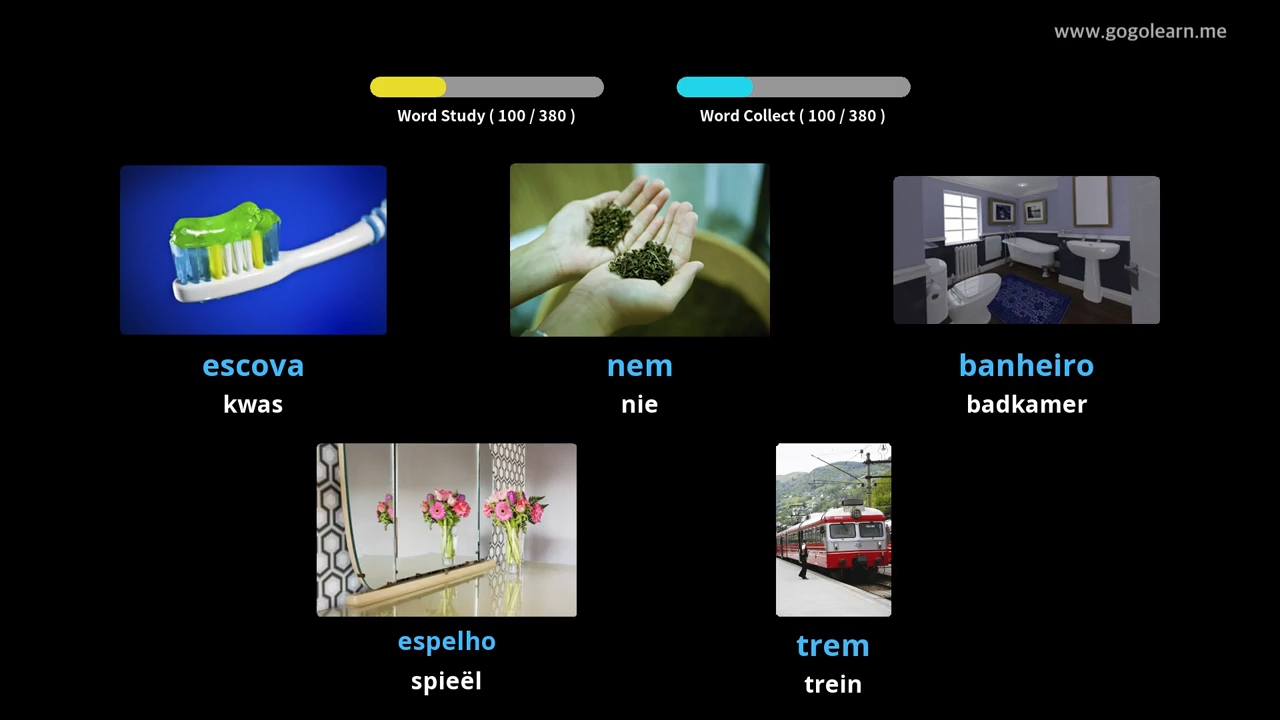 www.gogolearn.me
Word Study ( 100 / 380 )
Word Collect ( 100 / 380 )
escova
kwas
nem
nie
banheiro
badkamer
espelho
spieël
trem
trein